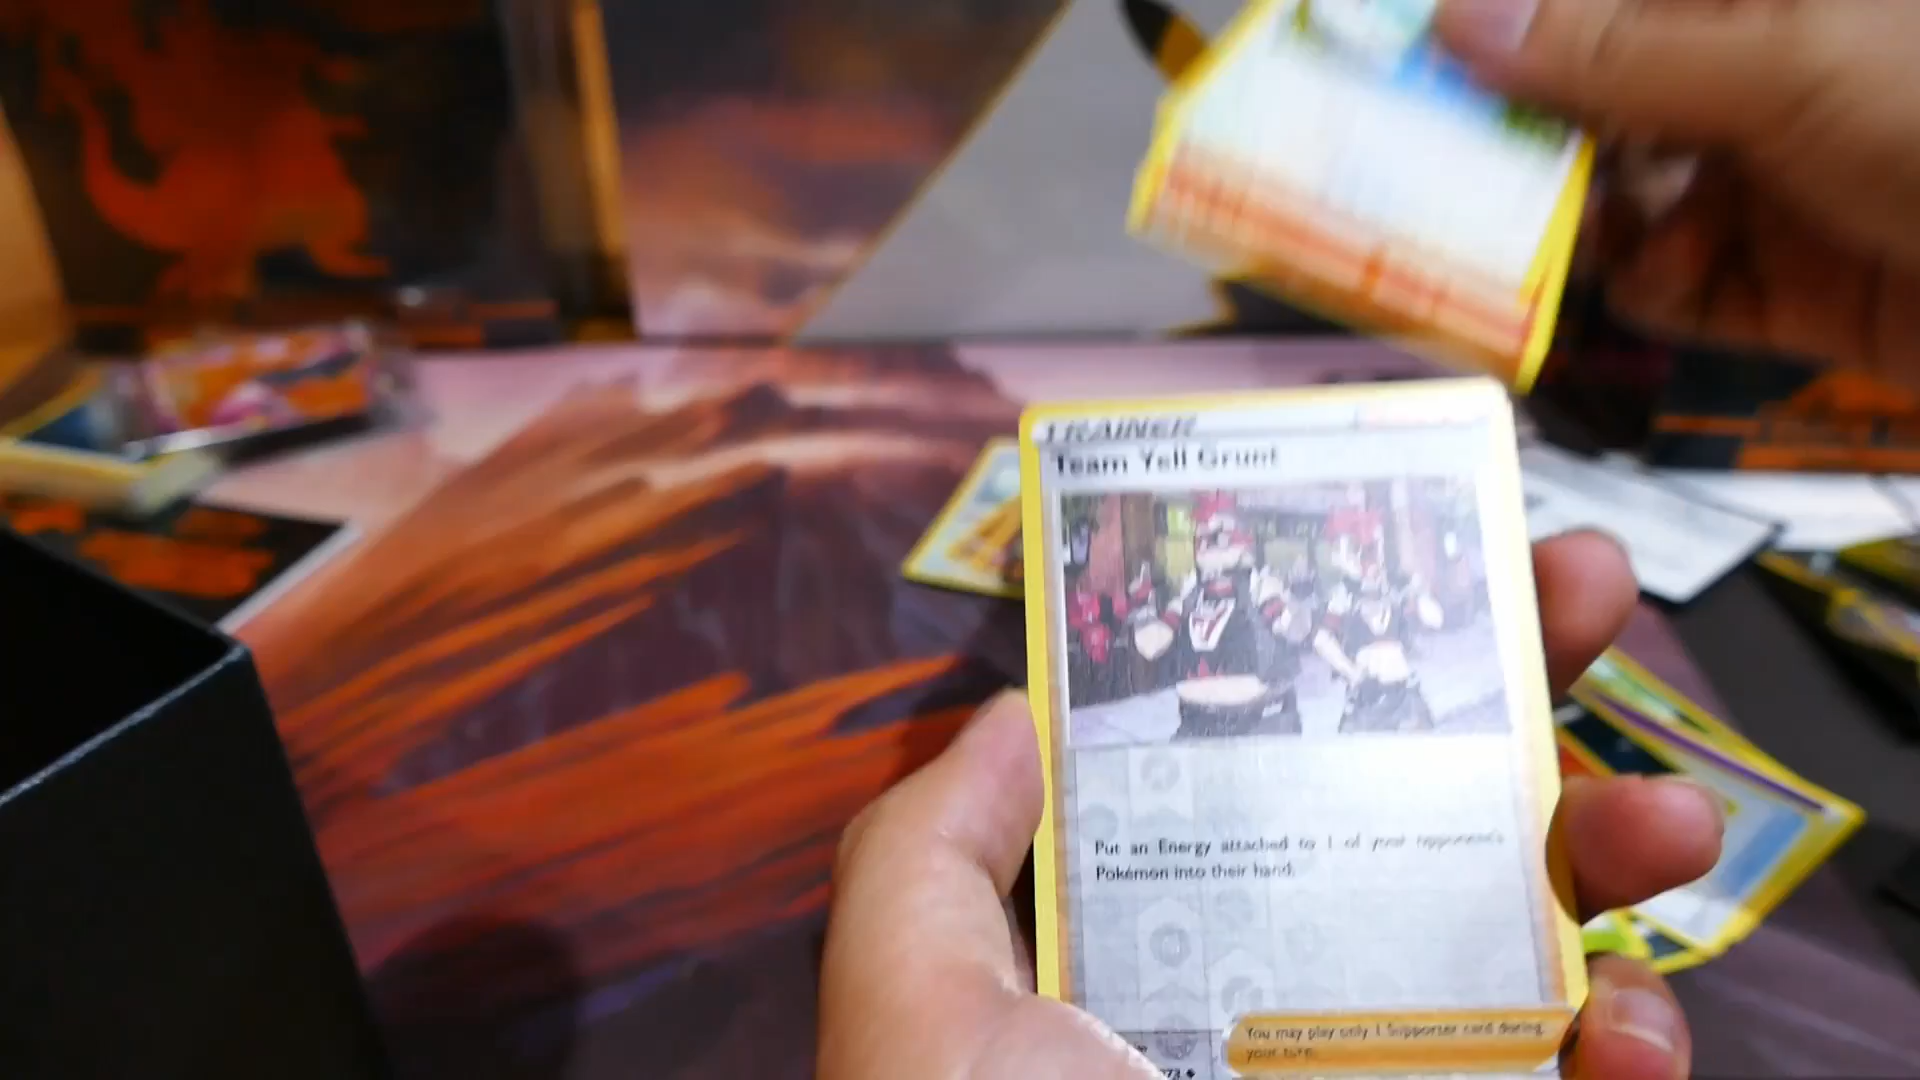 TRAINER
Team Yell Grunt
Put an Energy attached to 1 of your opponent's
Pokémon into their hand.
You may play only 1 Supporter card during
your turn.
073